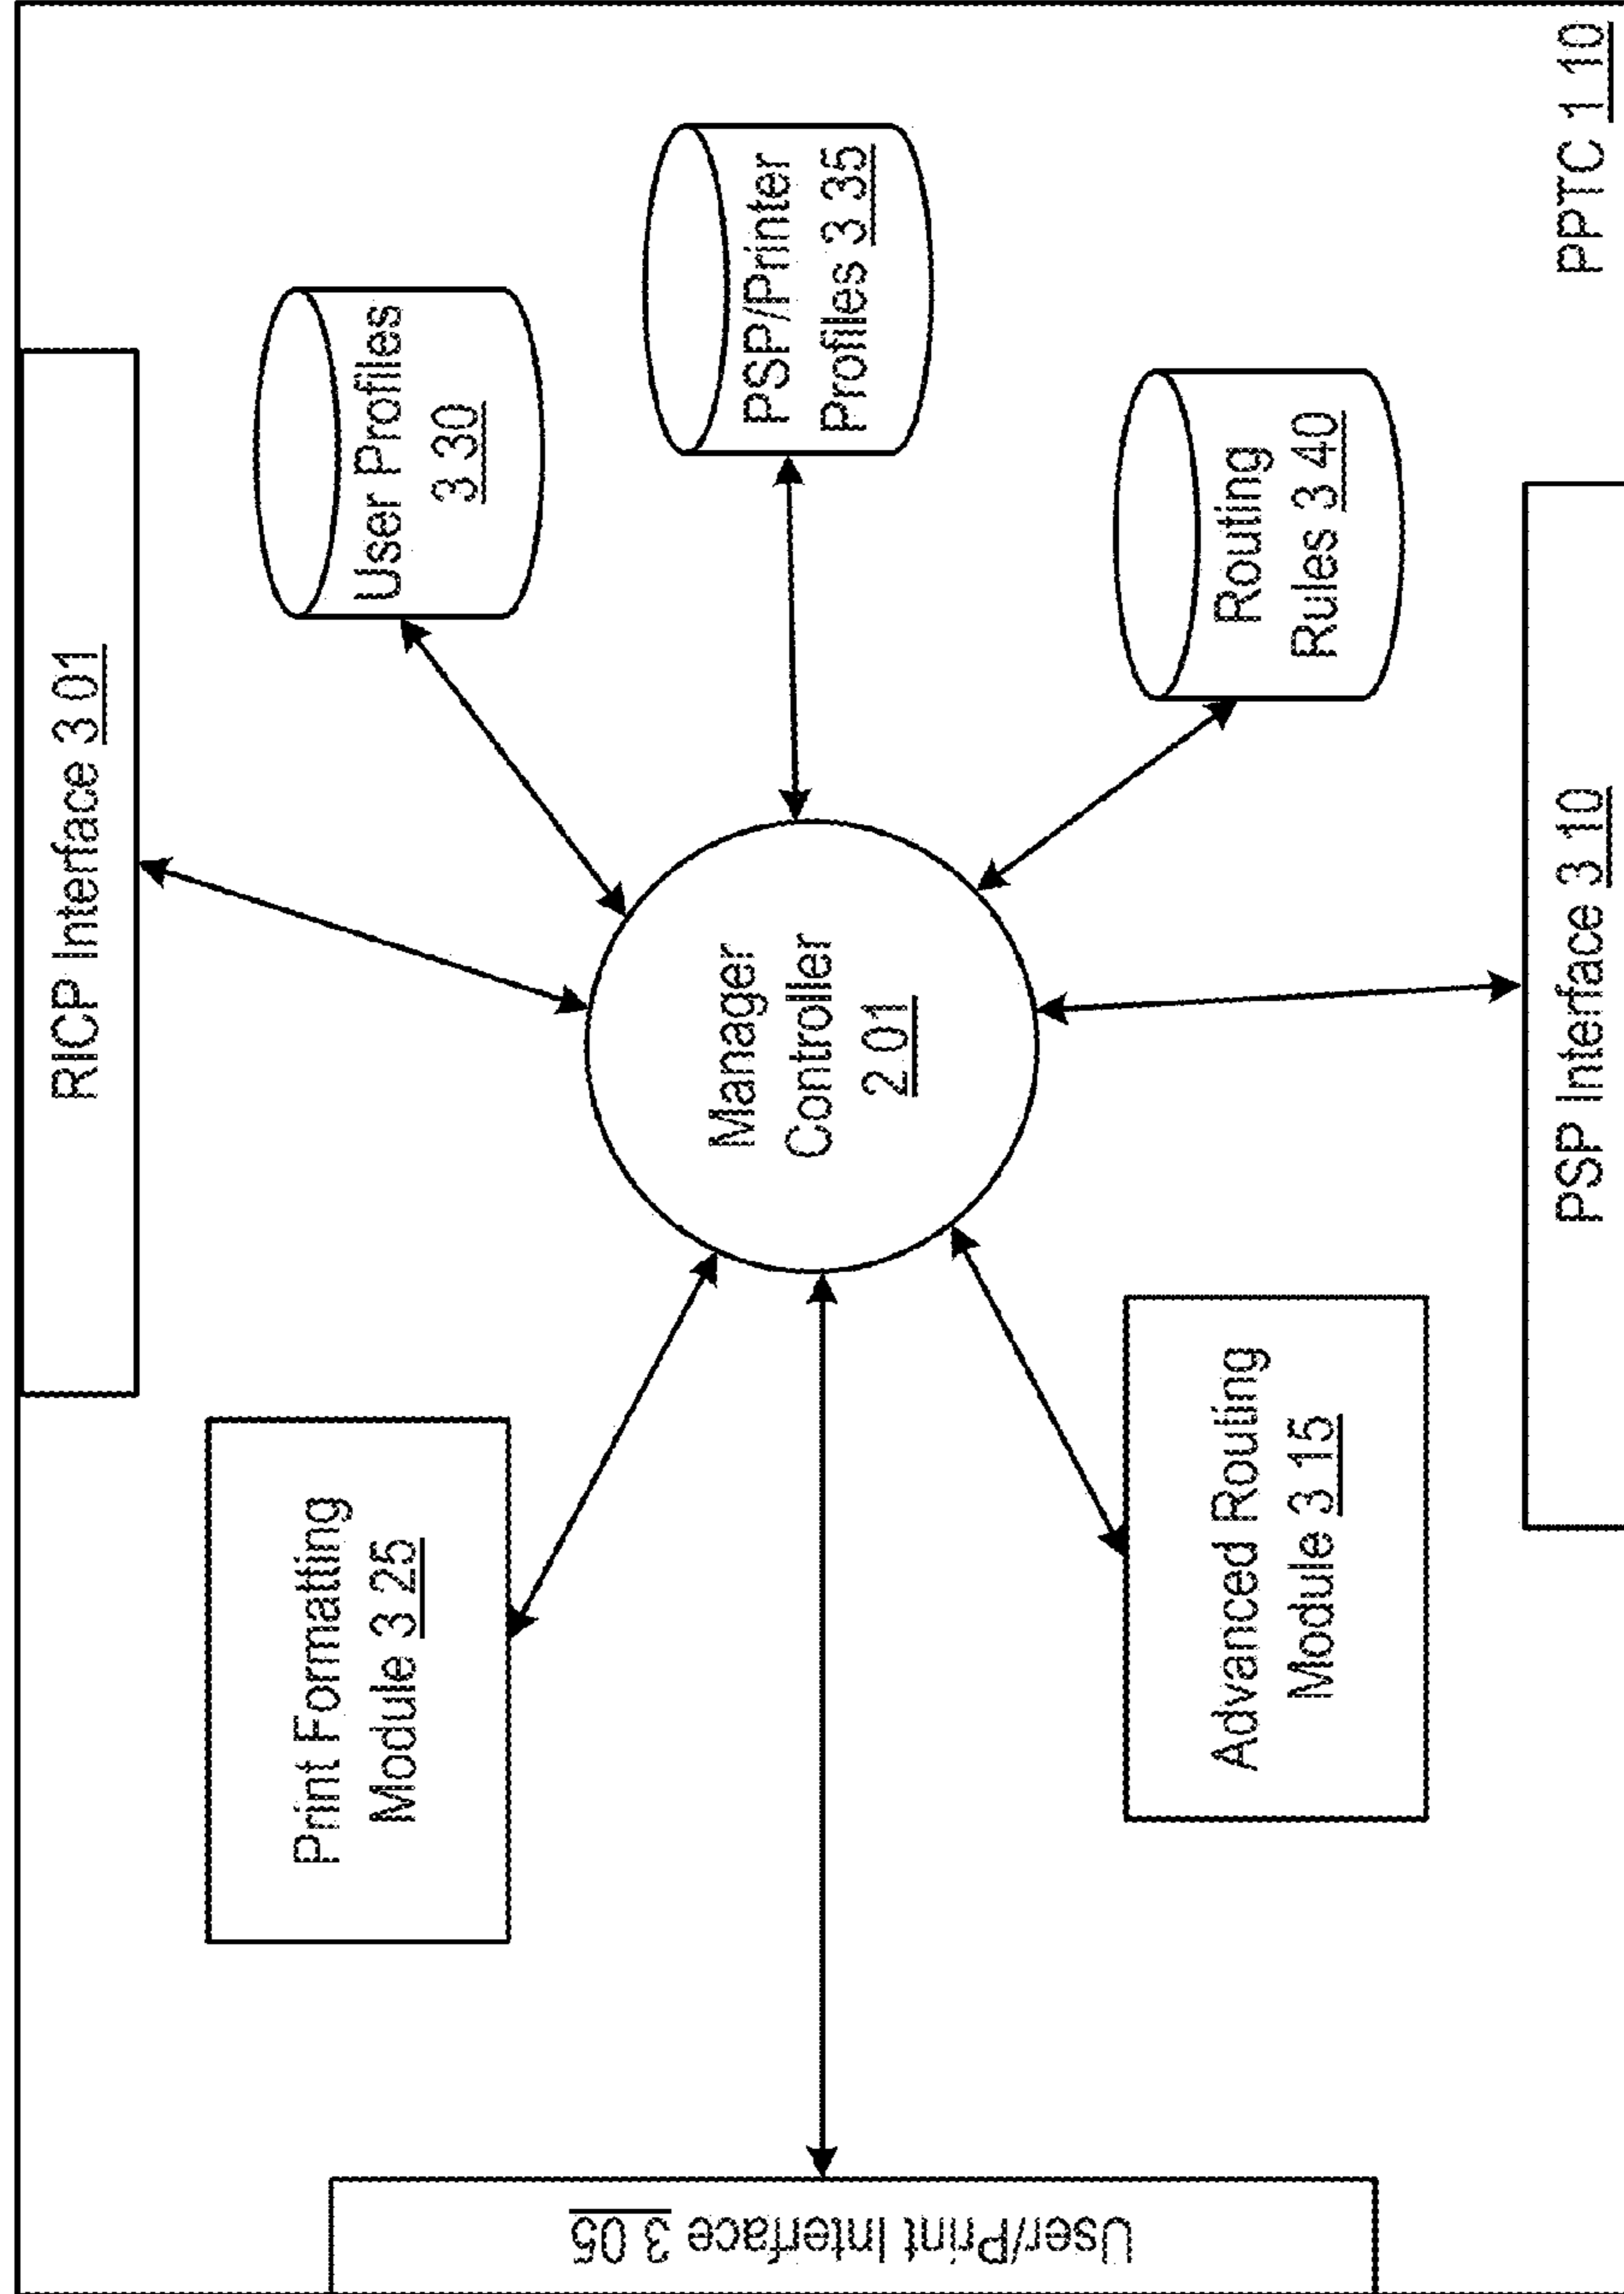 RICP Interface 3 01
User Profiles
3 30
Print Formatting
Module 3 25
PSP/Printer
Profiles 3 35
Manager
Controller
2 01
User/Print Interface 3 05
Routing
Rules 3 40
Advanced Routing
Module 3 15
PSP Interface 3 10
PPTC 1 10